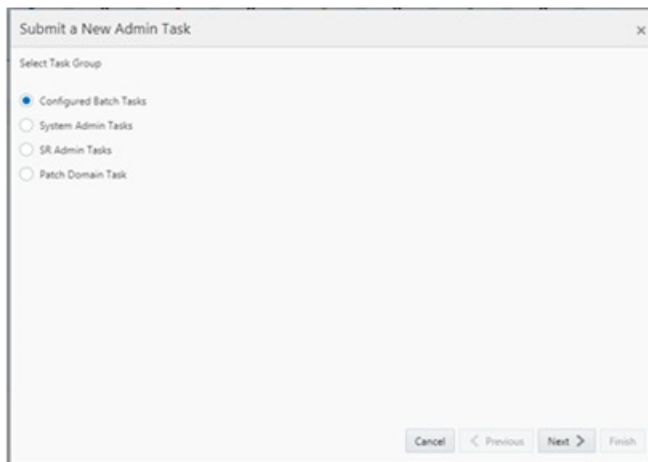 Submit a New Admin Task
Select Task Group
Configured Batch Tasks
System Admin Tasks
SR Admin Tasks
Patch Domain Task
Cancel Previous Next Finish